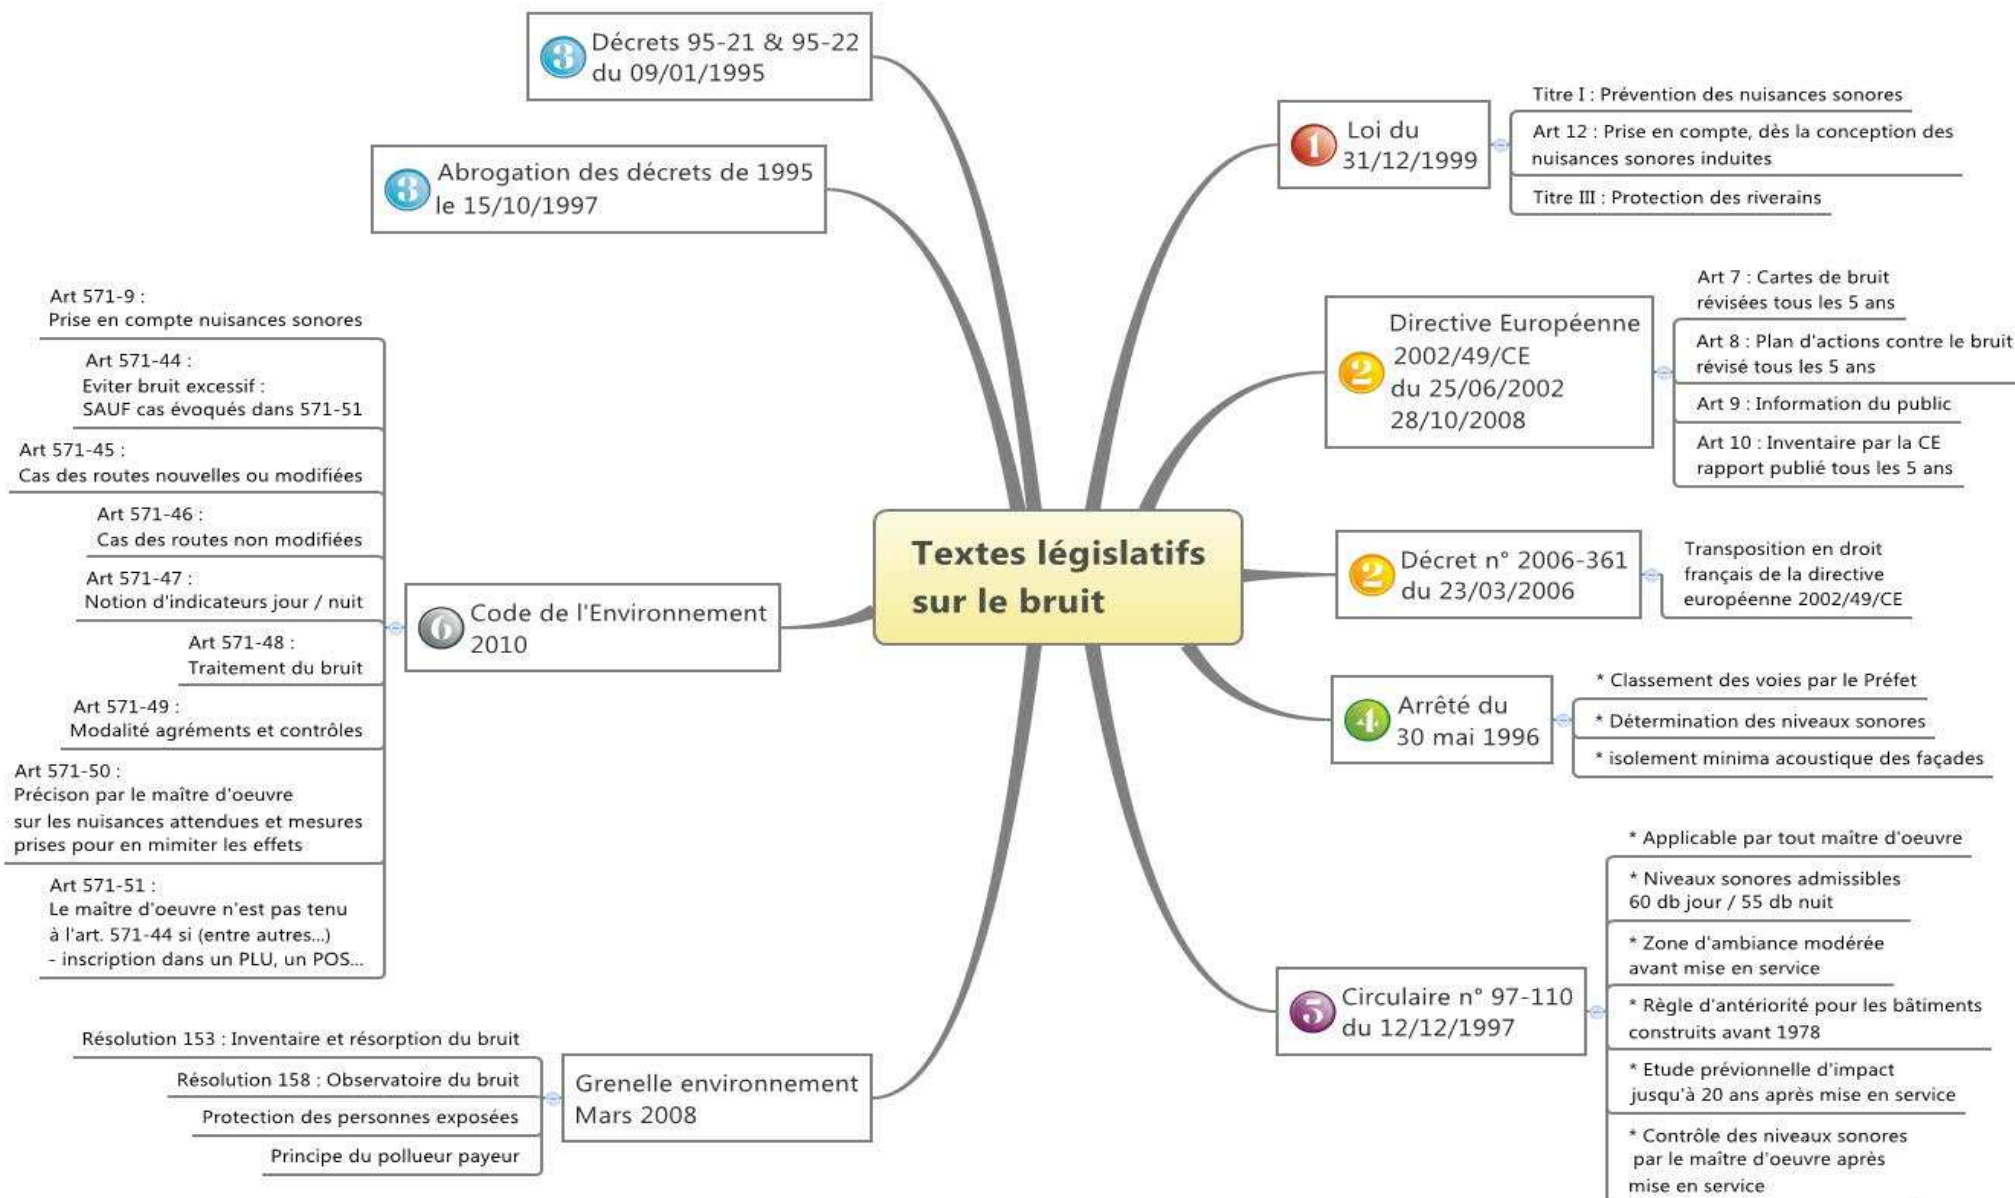 Textes législatifs
sur le bruit
1
Loi du
31/12/1999
Titre I : Prévention des nuisances sonores
Art 12 : Prise en compte, dès la conception des
nuisances sonores induites
Titre III : Protection des riverains
2
Directive Européenne
2002/49/CE
du 25/06/2002
28/10/2008
Art 7 : Cartes de bruit
révisées tous les 5 ans
Art 8 : Plan d'actions contre le bruit
révisé tous les 5 ans
Art 9 : Information du public
Art 10 : Inventaire par la CE
rapport publié tous les 5 ans
2
Décret n° 2006-361
du 23/03/2006
Transposition en droit
français de la directive
européenne 2002/49/CE
4
Arrêté du
30 mai 1996
* Classement des voies par le Préfet
* Détermination des niveaux sonores
* isolement minima acoustique des façades
5
Circulaire n° 97-110
du 12/12/1997
* Applicable par tout maître d'oeuvre
* Niveaux sonores admissibles
60 db jour / 55 db nuit
* Zone d'ambiance modérée
avant mise en service
* Règle d'antériorité pour les bâtiments
construits avant 1978
* Etude prévionnelle d'impact
jusqu'à 20 ans après mise en service
* Contrôle des niveaux sonores
par le maître d'oeuvre après
mise en service
3
Décrets 95-21 & 95-22
du 09/01/1995
3
Abrogation des décrets de 1995
le 15/10/1997
6
Code de l'Environnement
2010
Art 571-9 :
Prise en compte nuisances sonores
Art 571-44 :
Eviter bruit excessif :
SAUF cas évoqués dans 571-51
Art 571-45 :
Cas des routes nouvelles ou modifiées
Art 571-46 :
Cas des routes non modifiées
Art 571-47 :
Notion d'indicateurs jour / nuit
Art 571-48 :
Traitement du bruit
Art 571-49 :
Modalité agréments et contrôles
Art 571-50 :
Précison par le maître d'oeuvre
sur les nuisances attendues et mesures
prises pour en mimiter les effets
Art 571-51 :
Le maître d'oeuvre n'est pas tenu
à l'art. 571-44 si (entre autres...)
- inscription dans un PLU, un POS...
Grenelle environnement
Mars 2008
Résolution 153 : Inventaire et résorption du bruit
Résolution 158 : Observatoire du bruit
Protection des personnes exposées
Principe du pollueur payeur